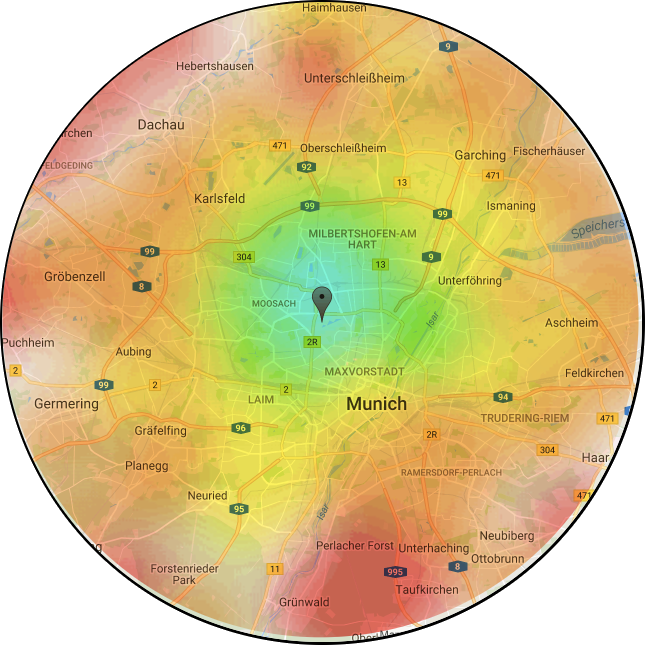 Haimhausen
9
Hebertshausen
Unterschleißheim
Dachau
rchen
471
Oberschleißheim
Garching
Fischerhäuser
FELDGEDING
92
13
471
Karlsfeld
99
99
Ismaning
MILBERTSHOFEN-AM
HART
Speichers
99
304
13
9
Gröbenzell
8
Unterföhring
MOOSACH
Isar
Aschheim
Puchheim
2R
Aubing
2
MAXVORSTADT
Feldkirchen
99
2
2
94
Germering
LAIM
Munich
TRUDERING-RIEM
471
Gräfelfing
96
2R
304
Haar
Planegg
RAMERSDORF-PERLACH
Neuried
471
95
Isar
Neubiberg
g
Perlacher Forst
Unterhaching
Ottobrunn
Forstenrieder
Park
11
995
8
Taufkirchen
Grünwald